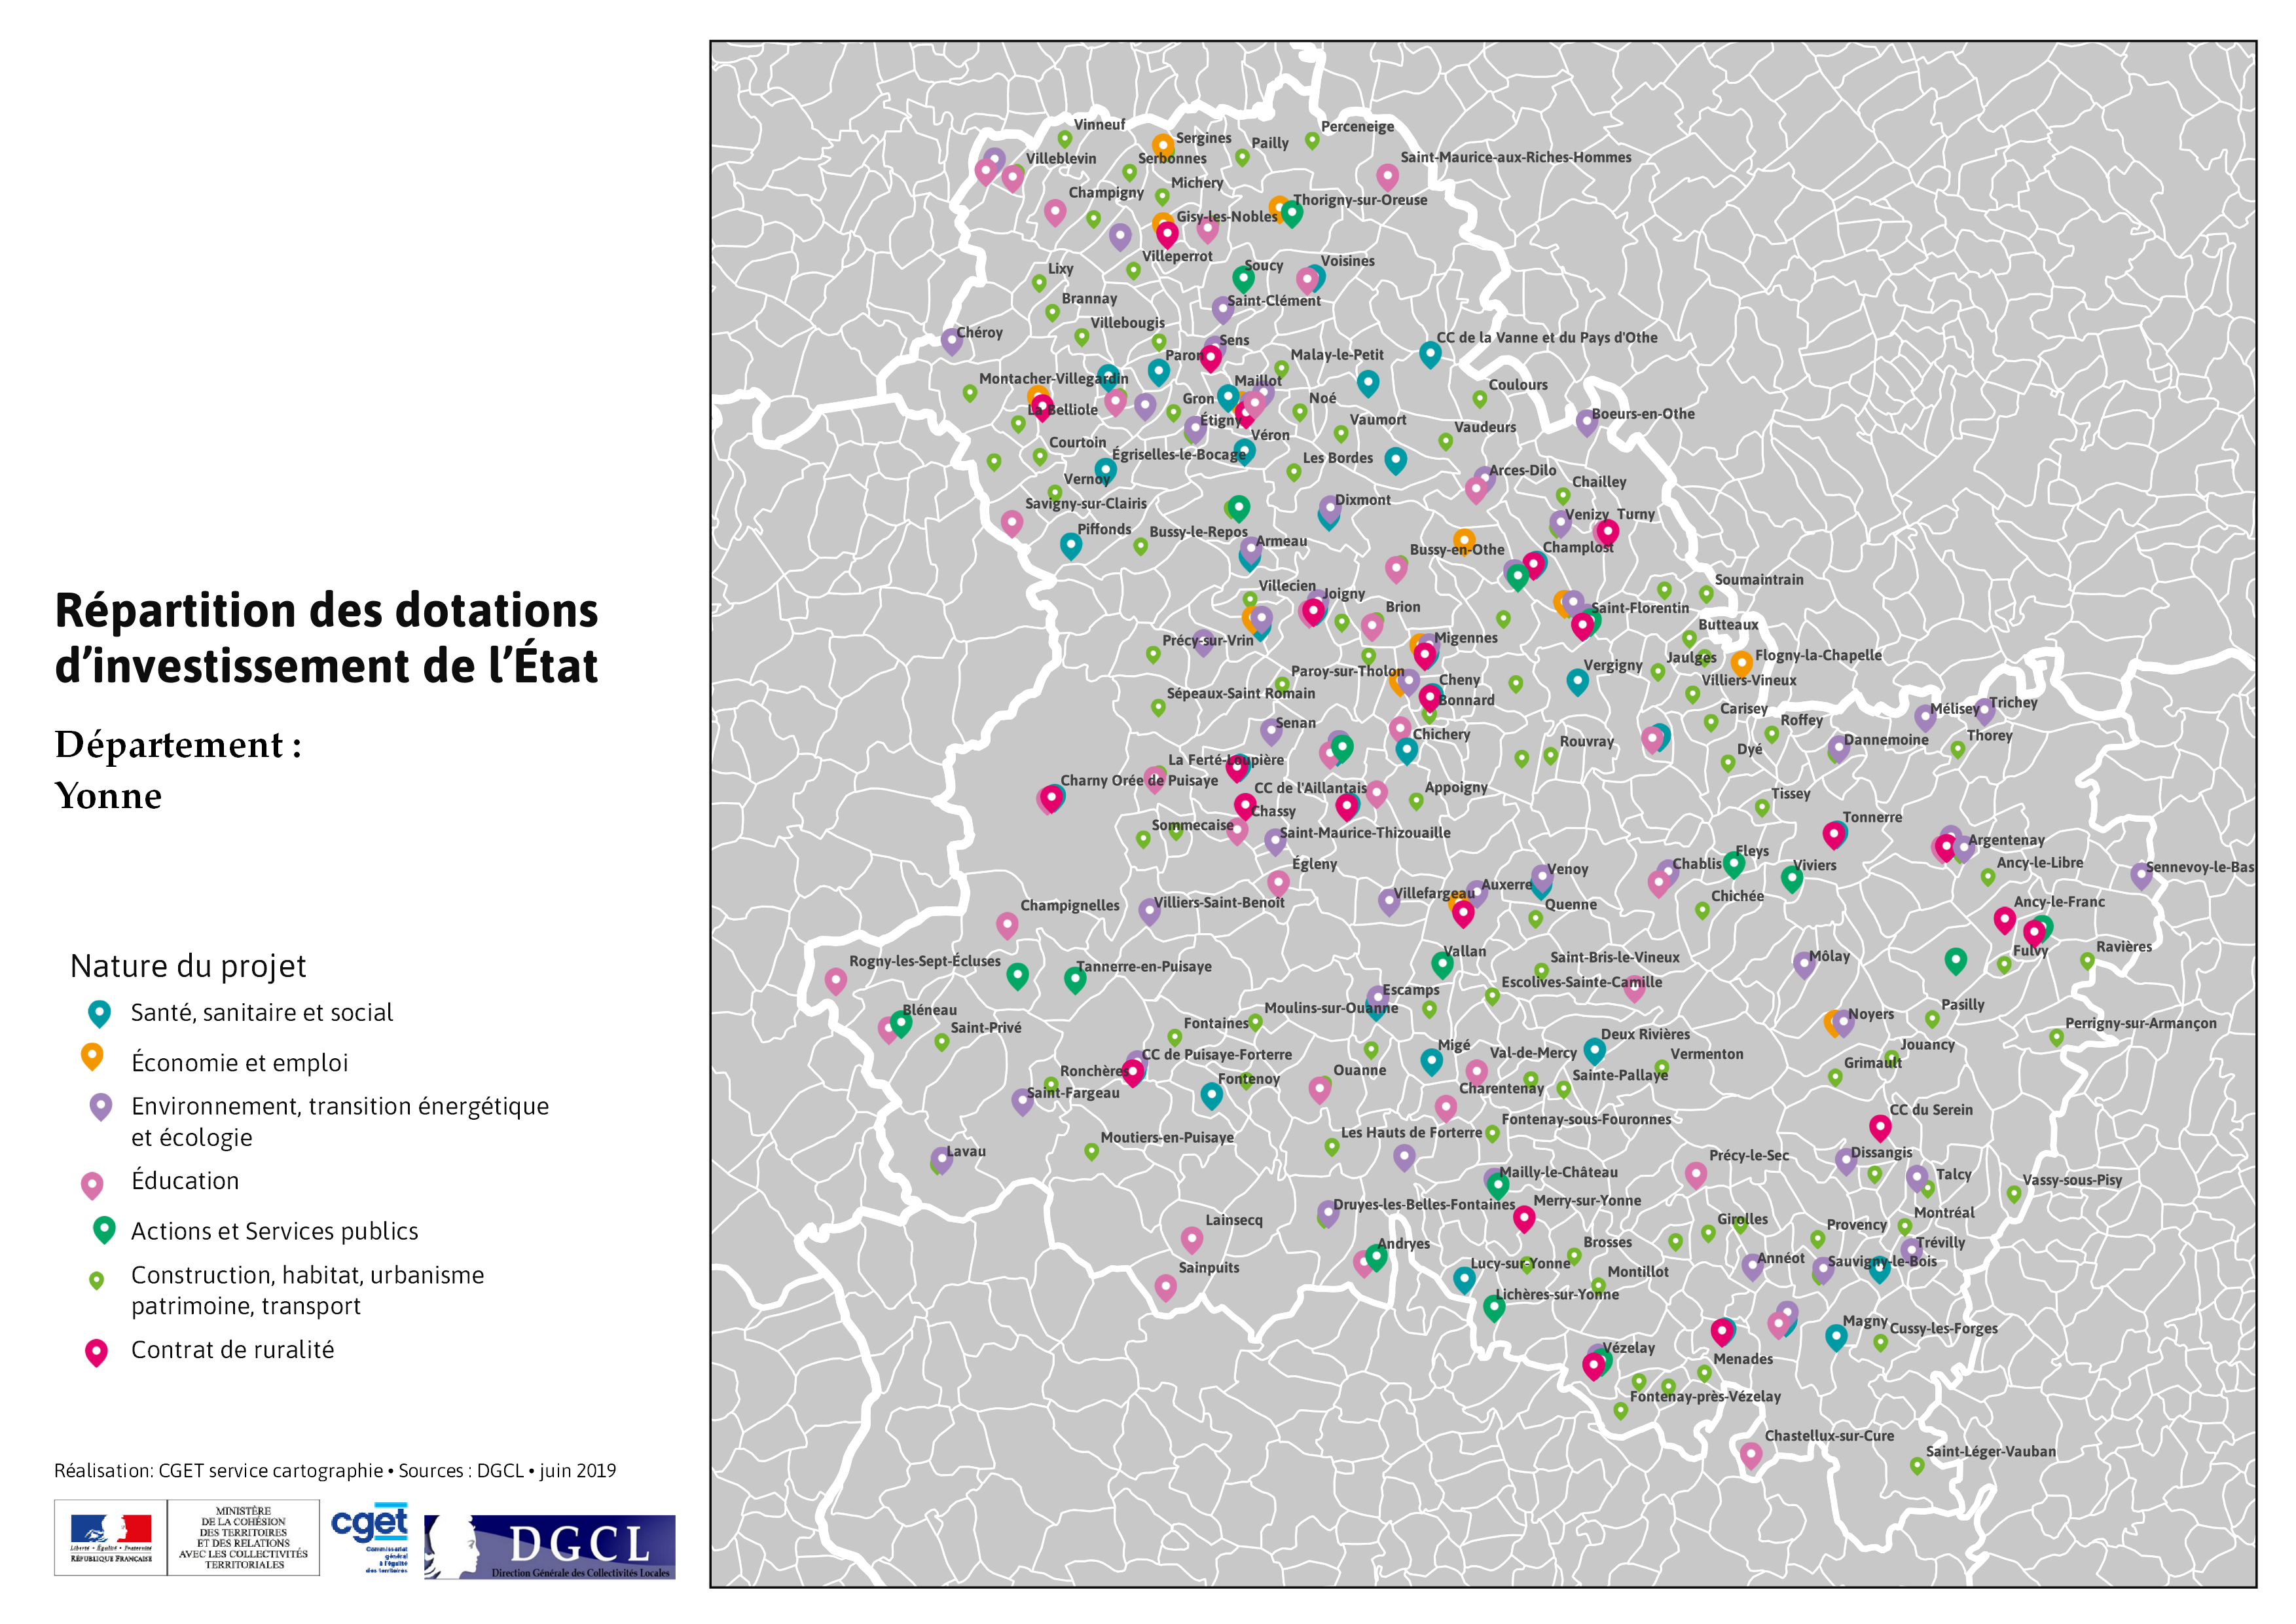 Répartition des dotations
d'investissement de l'État
Département :
Yonne
Nature du projet
Santé, sanitaire et social
Économie et emploi
Environnement, transition énergétique
et écologie
Éducation
Actions et Services publics
Construction, habitat, urbanisme
patrimoine, transport
Contrat de ruralité
Réalisation: CGET service cartographie • Sources : DGCL • juin 2019
Liberté • Égalité • Fraternité
RÉPUBLIQUE FRANÇAISE
MINISTÈRE
DE LA COHÉSION
DES TERRITOIRES
ET DES RELATIONS
AVEC LES COLLECTIVITÉS
TERRITORIALES
cget
Commissariat
général
à l'égalité
des territoires
DGCL
Direction Générale des Collectivités Locales
Vinneuf
Sergines
Perceneige
Pailly
Villeblevin
Serbonnes
Saint-Maurice-aux-Riches-Hommes
Michery
Champigny
Thorigny-sur-Oreuse
Gisy-les-Nobles
Villeperrot
Soucy
Voisines
Lixy
Brannay
Saint-Clément
Villebougis
Chéroy
Sens
CC de la Vanne et du Pays d'Othe
Paron
Malay-le-Petit
Montacher-Villegardin
Maillot
Coulours
Gron
Noé
La Belliole
Boeurs-en-Othe
Étigny
Vaumort
Vaudeurs
Véron
Courtoin
Égriselles-le-Bocage
Les Bordes
Arces-Dilo
Vernoy
Chailley
Savigny-sur-Clairis
Dixmont
Venizy
Turny
Piffonds
Bussy-le-Repos
Armeau
Bussy-en-Othe
Champlost
Villecien
Joigny
Soumaintrain
Brion
Saint-Florentin
Butteaux
Précy-sur-Vrin
Migennes
Vergigny
Jaulges
Flogny-la-Chapelle
Paroy-sur-Tholon
Cheny
Villiers-Vineux
Sépeaux-Saint Romain
Bonnard
Carisey
Mélisey
Trichey
Senan
Chichery
Rouvray
Roffey
Dannemoine
Thorey
Dyé
La Ferté-Loupière
Charny Orée de Puisaye
CC de l'Aillantais
Appoigny
Tissey
Chassy
Tonnerre
Sommecaise
Saint-Maurice-Thizouaille
Argentenay
Fleys
Égleny
Chablis
Viviers
Ancy-le-Libre
Sennevoy-le-Bas
Venoy
Auxerre
Villefargeau
Chichée
Champignelles
Villiers-Saint-Benoit
Quenne
Ancy-le-Franc
Vallan
Fulvy
Ravières
Rogny-les-Sept-Écluses
Tannerre-en-Puisaye
Saint-Bris-le-Vineux
Môlay
Escolives-Sainte-Camille
Escamps
Pasilly
Bléneau
Moulins-sur-Ouanne
Noyers
Saint-Privé
Fontaines
Perrigny-sur-Armançon
Deux Rivières
Jouancy
CC de Puisaye-Forterre
Migé
Val-de-Mercy
Vermenton
Grimault
Ronchères
Fontenoy
Ouanne
Sainte-Pallaye
Saint-Fargeau
Charentenay
CC du Serein
Fontenay-sous-Fouronnes
Moutiers-en-Puisaye
Les Hauts de Forterre
Lavau
Précy-le-Sec
Dissangis
Mailly-le-Château
Talcy
Vassy-sous-Pisy
Druyes-les-Belles-Fontaines
Merry-sur-Yonne
Montréal
Lainsecq
Girolles
Provency
Andryes
Brosses
Trévilly
Sainpuits
Lucy-sur-Yonne
Montillot
Annéot
Sauvigny-le-Bois
Lichères-sur-Yonne
Magny
Cussy-les-Forges
Vézelay
Menades
Fontenay-près-Vézelay
Chastellux-sur-Cure
Saint-Léger-Vauban